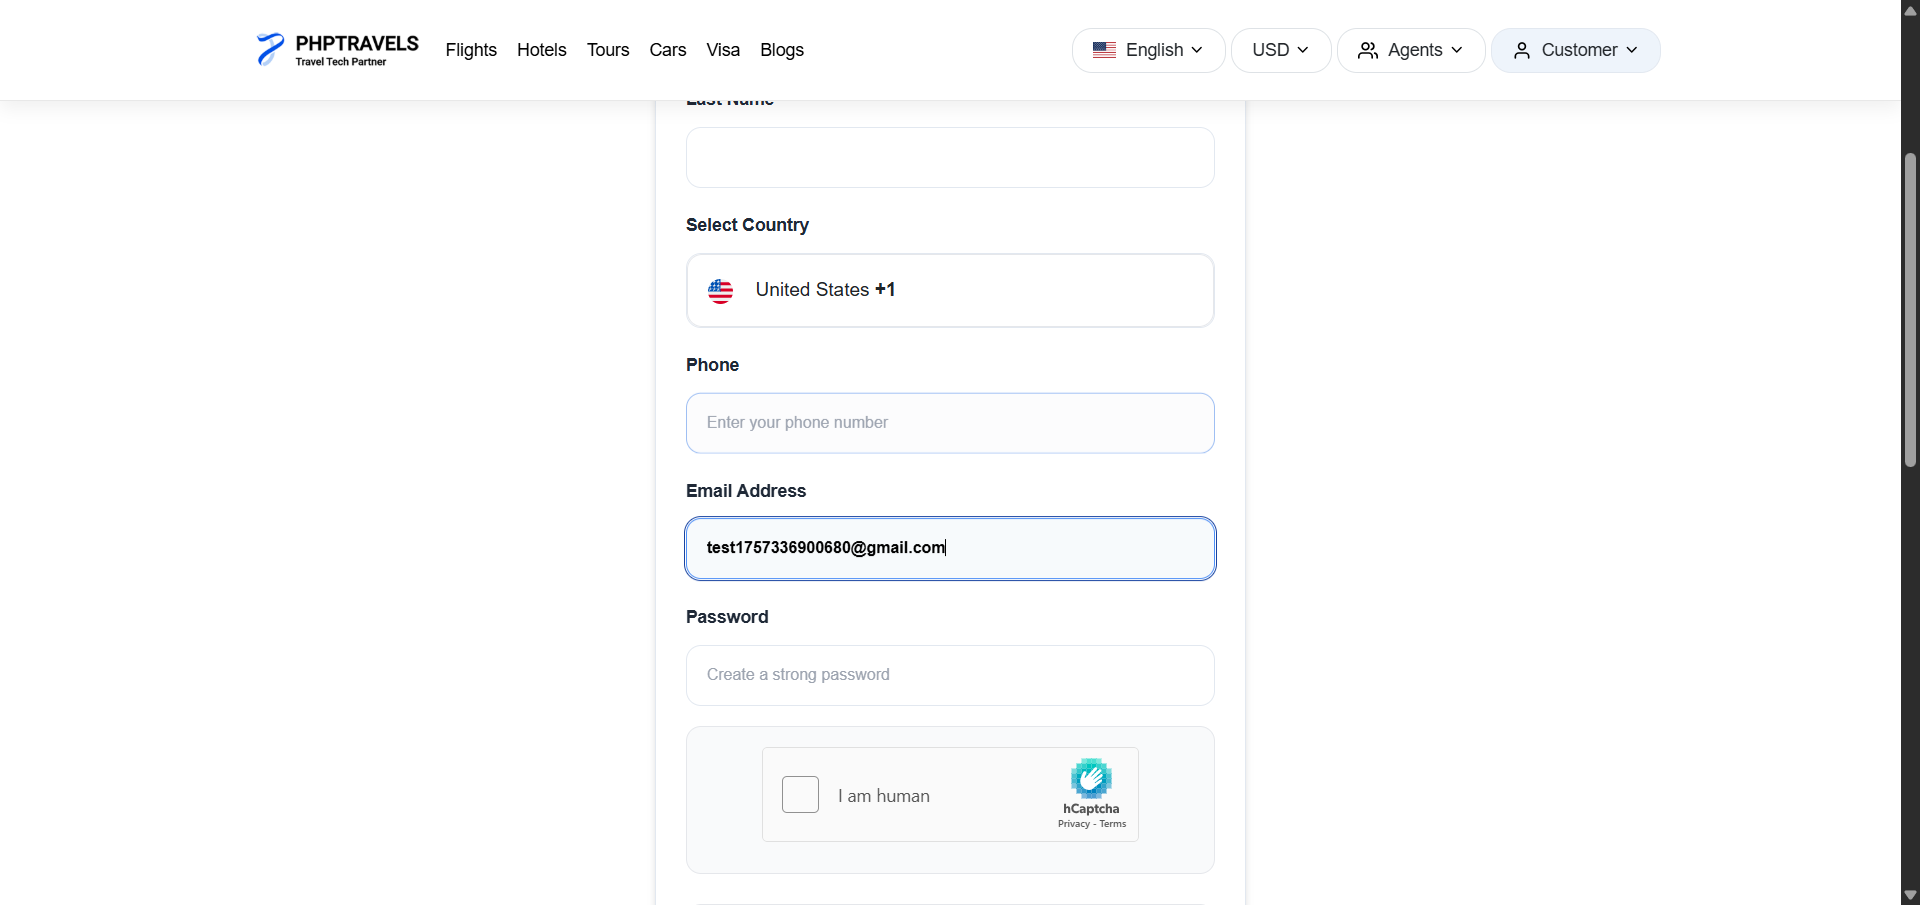 PHPTRAVELS
Travel Tech Partner
Flights Hotels Tours Cars Visa Blogs
English USD Agents Customer
Last Name
Select Country
United States +1
Phone
Enter your phone number
Email Address
test1757336900680@gmail.com
Password
Create a strong password
I am human
hCaptcha
Privacy - Terms